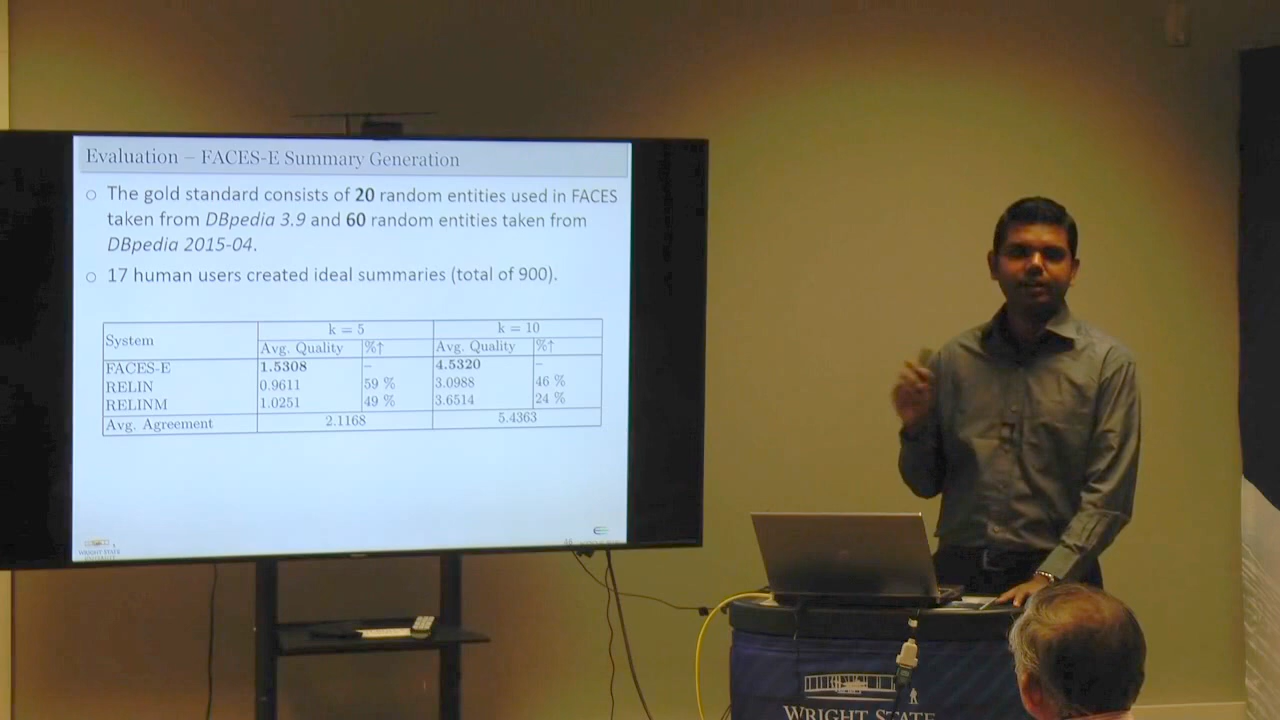 Evaluation – FACES-E Summary Generation
○ The gold standard consists of 20 random entities used in FACES
taken from DBpedia 3.9 and 60 random entities taken from
DBpedia 2015-04.
○ 17 human users created ideal summaries (total of 900).
System k = 5 k = 10
Avg. Quality %↑ Avg. Quality %↑
FACES-E 1.5308 – 4.5320 –
RELIN 0.9611 59 % 3.0988 46 %
RELINM 1.0251 49 % 3.6514 24 %
Avg. Agreement 2.1168 5.4363
WRIGHT STATE
UNIVERSITY
WRIGHT STATE